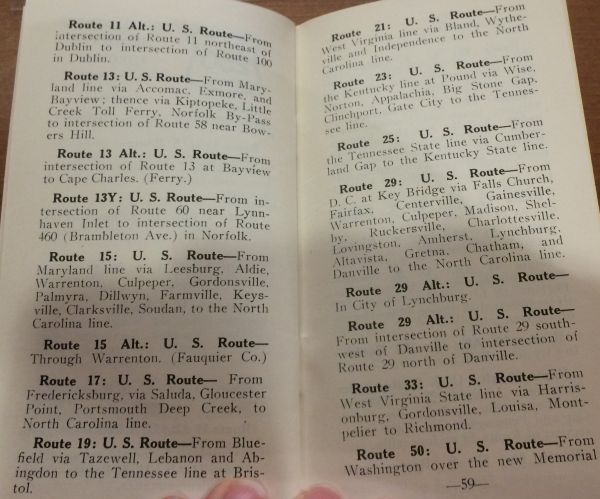 Route 11 Alt.: U. S. Route—From
intersection of Route 11 northeast of
Dublin to intersection of Route 100
in Dublin.
Route 13: U. S. Route—From Mary-
land line via Accomac, Exmore, and
Bayview; thence via Kiptopeke, Little
Creek Toll Ferry, Norfolk By-Pass
to intersection of Route 58 near Bow-
ers Hill.
Route 13 Alt.: U. S. Route—From
intersection of Route 13 at Bayview
to Cape Charles. (Ferry.)
Route 13Y: U. S. Route—From in-
tersection of Route 60 near Lynn-
haven Inlet to intersection of Route
460 (Brambleton Ave.) in Norfolk.
Route 15: U. S. Route—From
Maryland line via Leesburg, Aldie,
Warrenton, Culpeper, Gordonsville,
Palmyra, Dillwyn, Farmville, Keys-
ville, Clarksville, Soudan, to the North
Carolina line.
Route 15 Alt.: U. S. Route—
Through Warrenton. (Fauquier Co.)
Route 17: U. S. Route— From
Fredericksburg, via Saluda, Gloucester
Point, Portsmouth Deep Creek, to
North Carolina line.
Route 19: U. S. Route—From Blue-
field via Tazewell, Lebanon and Ab-
ingdon to the Tennessee line at Bris-
tol.
Route 21: U. S. Route—From
West Virginia line via Bland, Wythe-
ville and Independence to the North
Carolina line.
Route 23: U. S. Route—From
the Kentucky line at Pound via Wise,
Norton, Appalachia, Big Stone Gap,
Clinchport, Gate City to the Tennes-
see line.
Route 25: U. S. Route—From
the Tennessee State line via Cumber-
land Gap to the Kentucky State line.
Route 29: U. S. Route—From
D. C. at Key Bridge via Falls Church,
Fairfax, Centerville, Gainesville,
Warrenton, Culpeper, Madison, Shel-
by, Ruckersville, Charlottesville,
Lovingston, Amherst, Lynchburg,
Altavista, Gretna, Chatham, and
Danville to the North Carolina line.
Route 29 Alt.: U. S. Route—
In City of Lynchburg.
Route 29 Alt.: U. S. Route—
From intersection of Route 29 south-
west of Danville to intersection of
Route 29 north of Danville.
Route 33: U. S. Route—From
West Virginia State line via Harris-
onburg, Gordonsville, Louisa, Mont-
pelier to Richmond.
Route 50: U. S. Route—From
Washington over the new Memorial
—59—